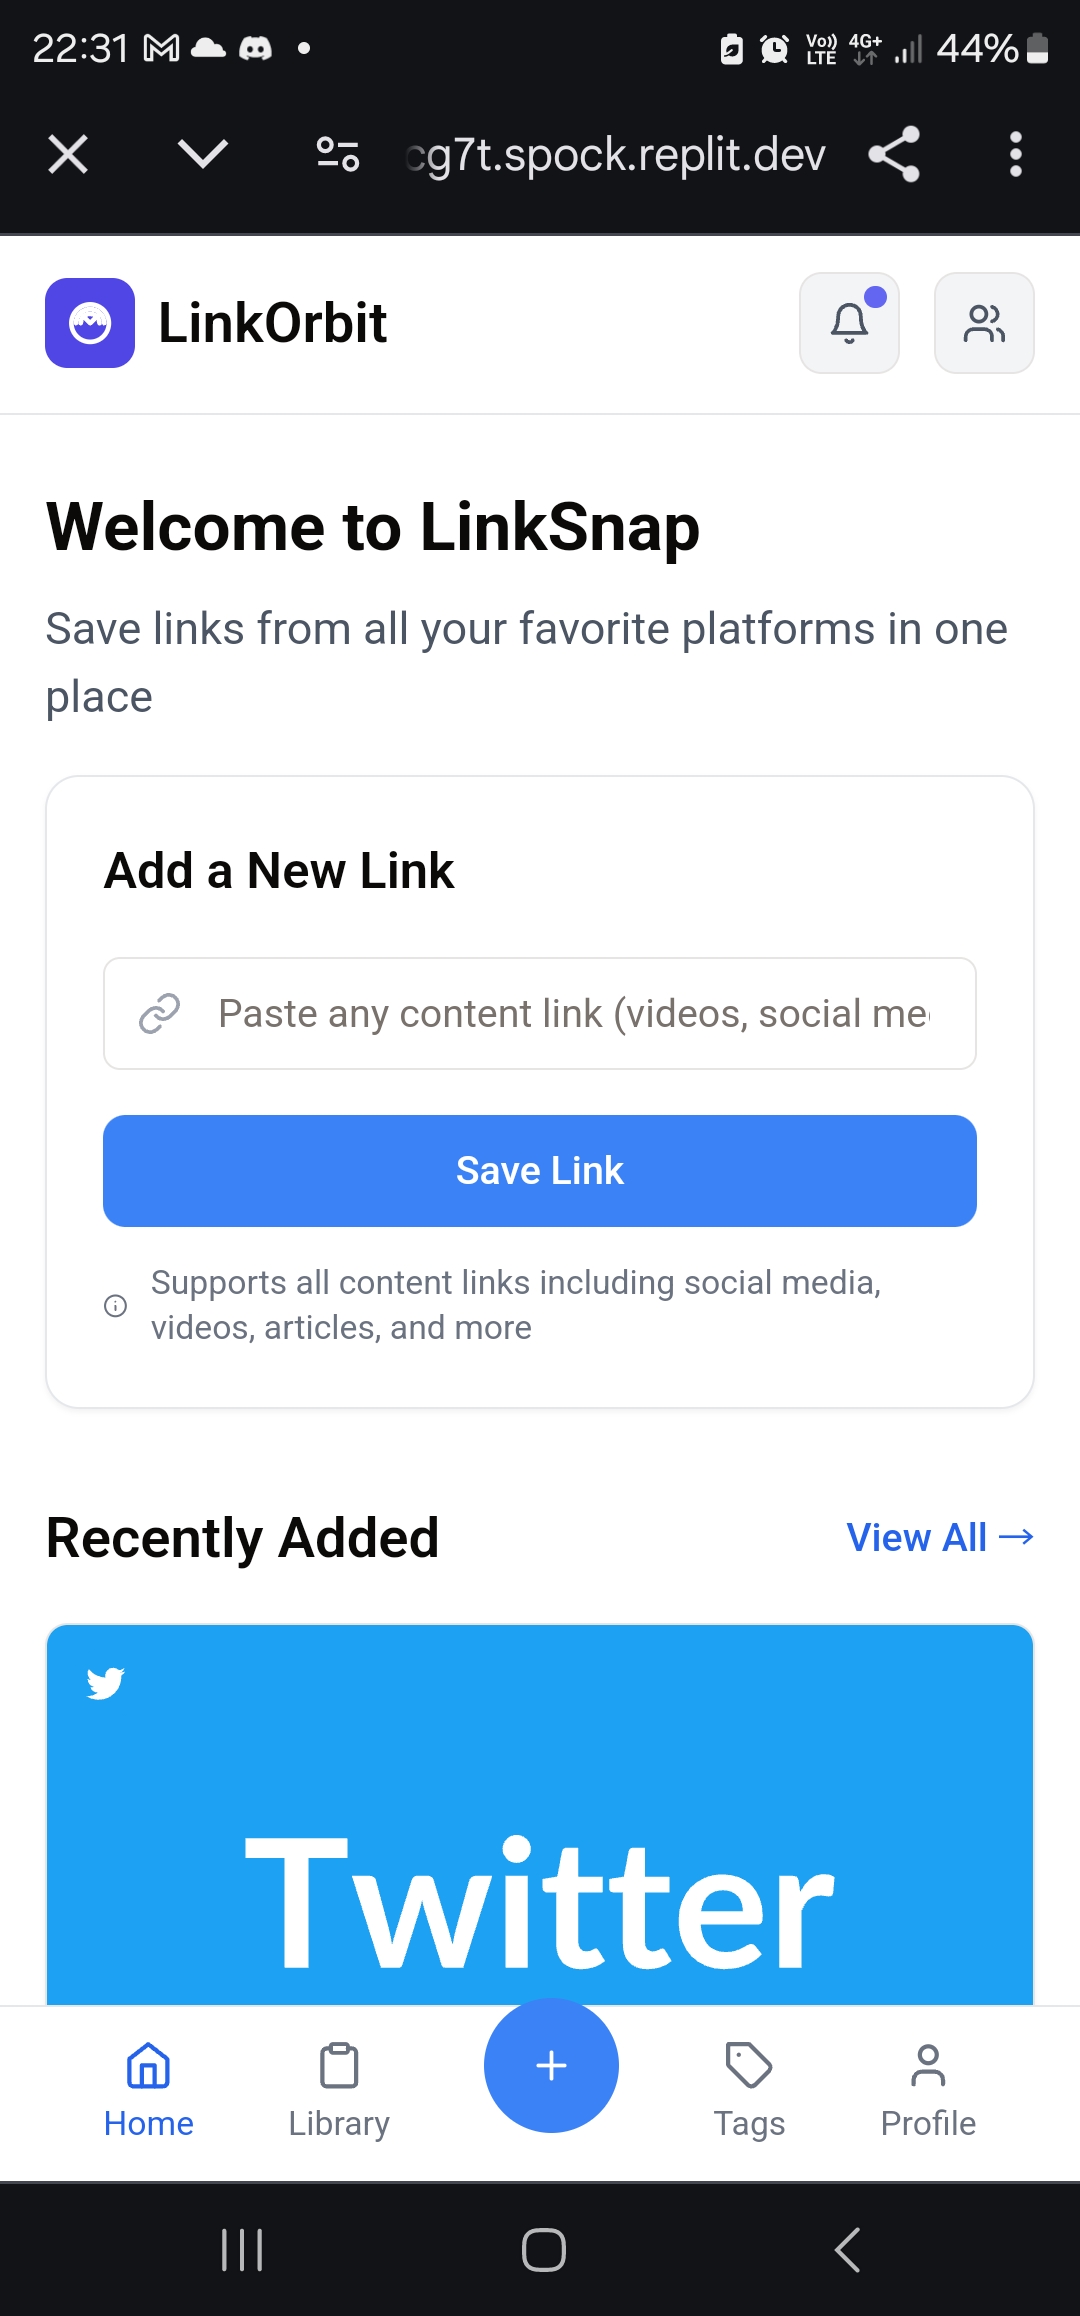 22:31
Vo)) LTE 4G+ 44%
cg7t.spock.replit.dev
LinkOrbit
Welcome to LinkSnap
Save links from all your favorite platforms in one
place
Add a New Link
Paste any content link (videos, social me
Save Link
Supports all content links including social media,
videos, articles, and more
Recently Added
View All →
Twitter
Home
Library
Tags
Profile